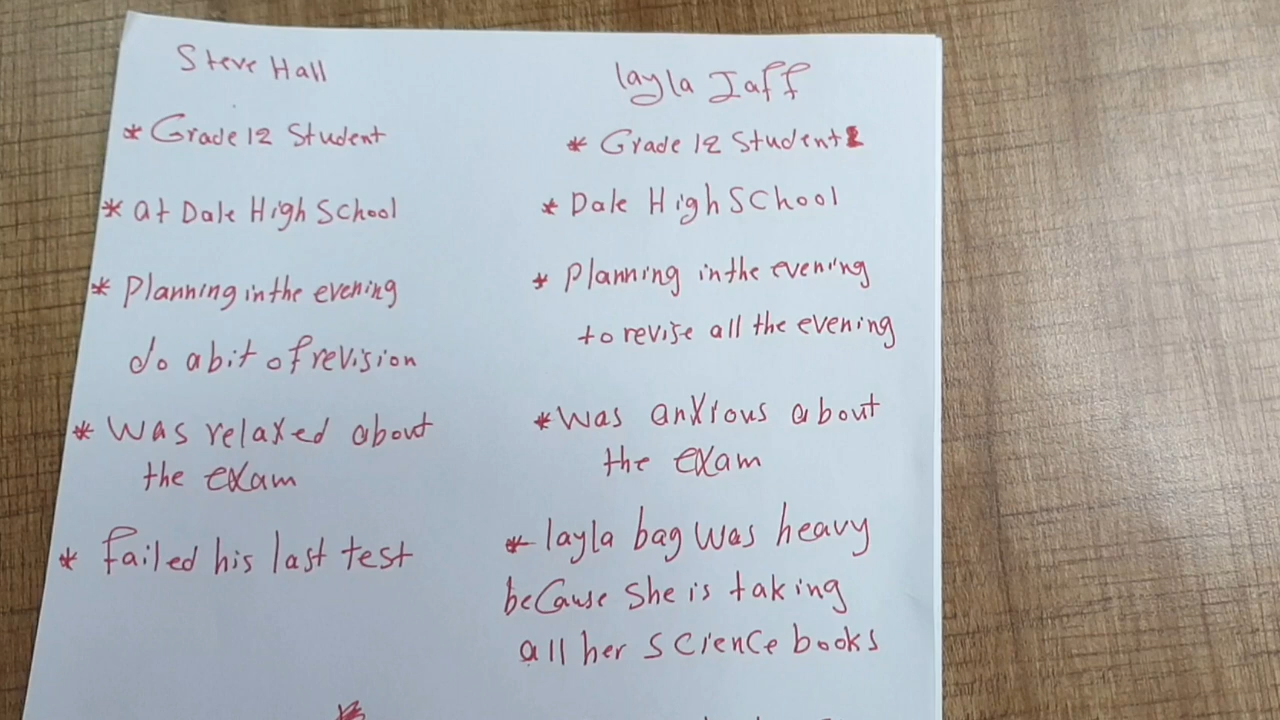 Steve Hall
* Grade 12 Student
* at Dale High School
* Planning in the evening
do a bit of revision
* Was relaxed about
the exam
* failed his last test
layla Jaff
* Grade 12 Student
* Dale High School
* Planning in the evening
to revise all the evening
* Was anxious about
the exam
* layla bag was heavy
because she is taking
all her science books